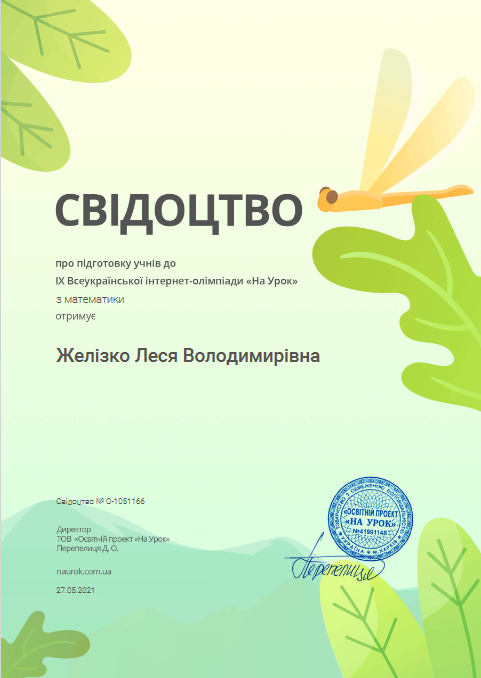 СВІДОЦТВО
про підготовку учнів до
IX Всеукраїнської інтернет-олімпіади «На Урок»
з математики
отримує
Желізко Леся Володимирівна
Свідоцтво № О-1051166
Директор
ТОВ «Освітній проект «На Урок»
Перепелиця Д. О.
naurok.com.ua
27.05.2021
«ОСВІТНІЙ ПРОЕКТ
«НА УРОК»
Перепелиця